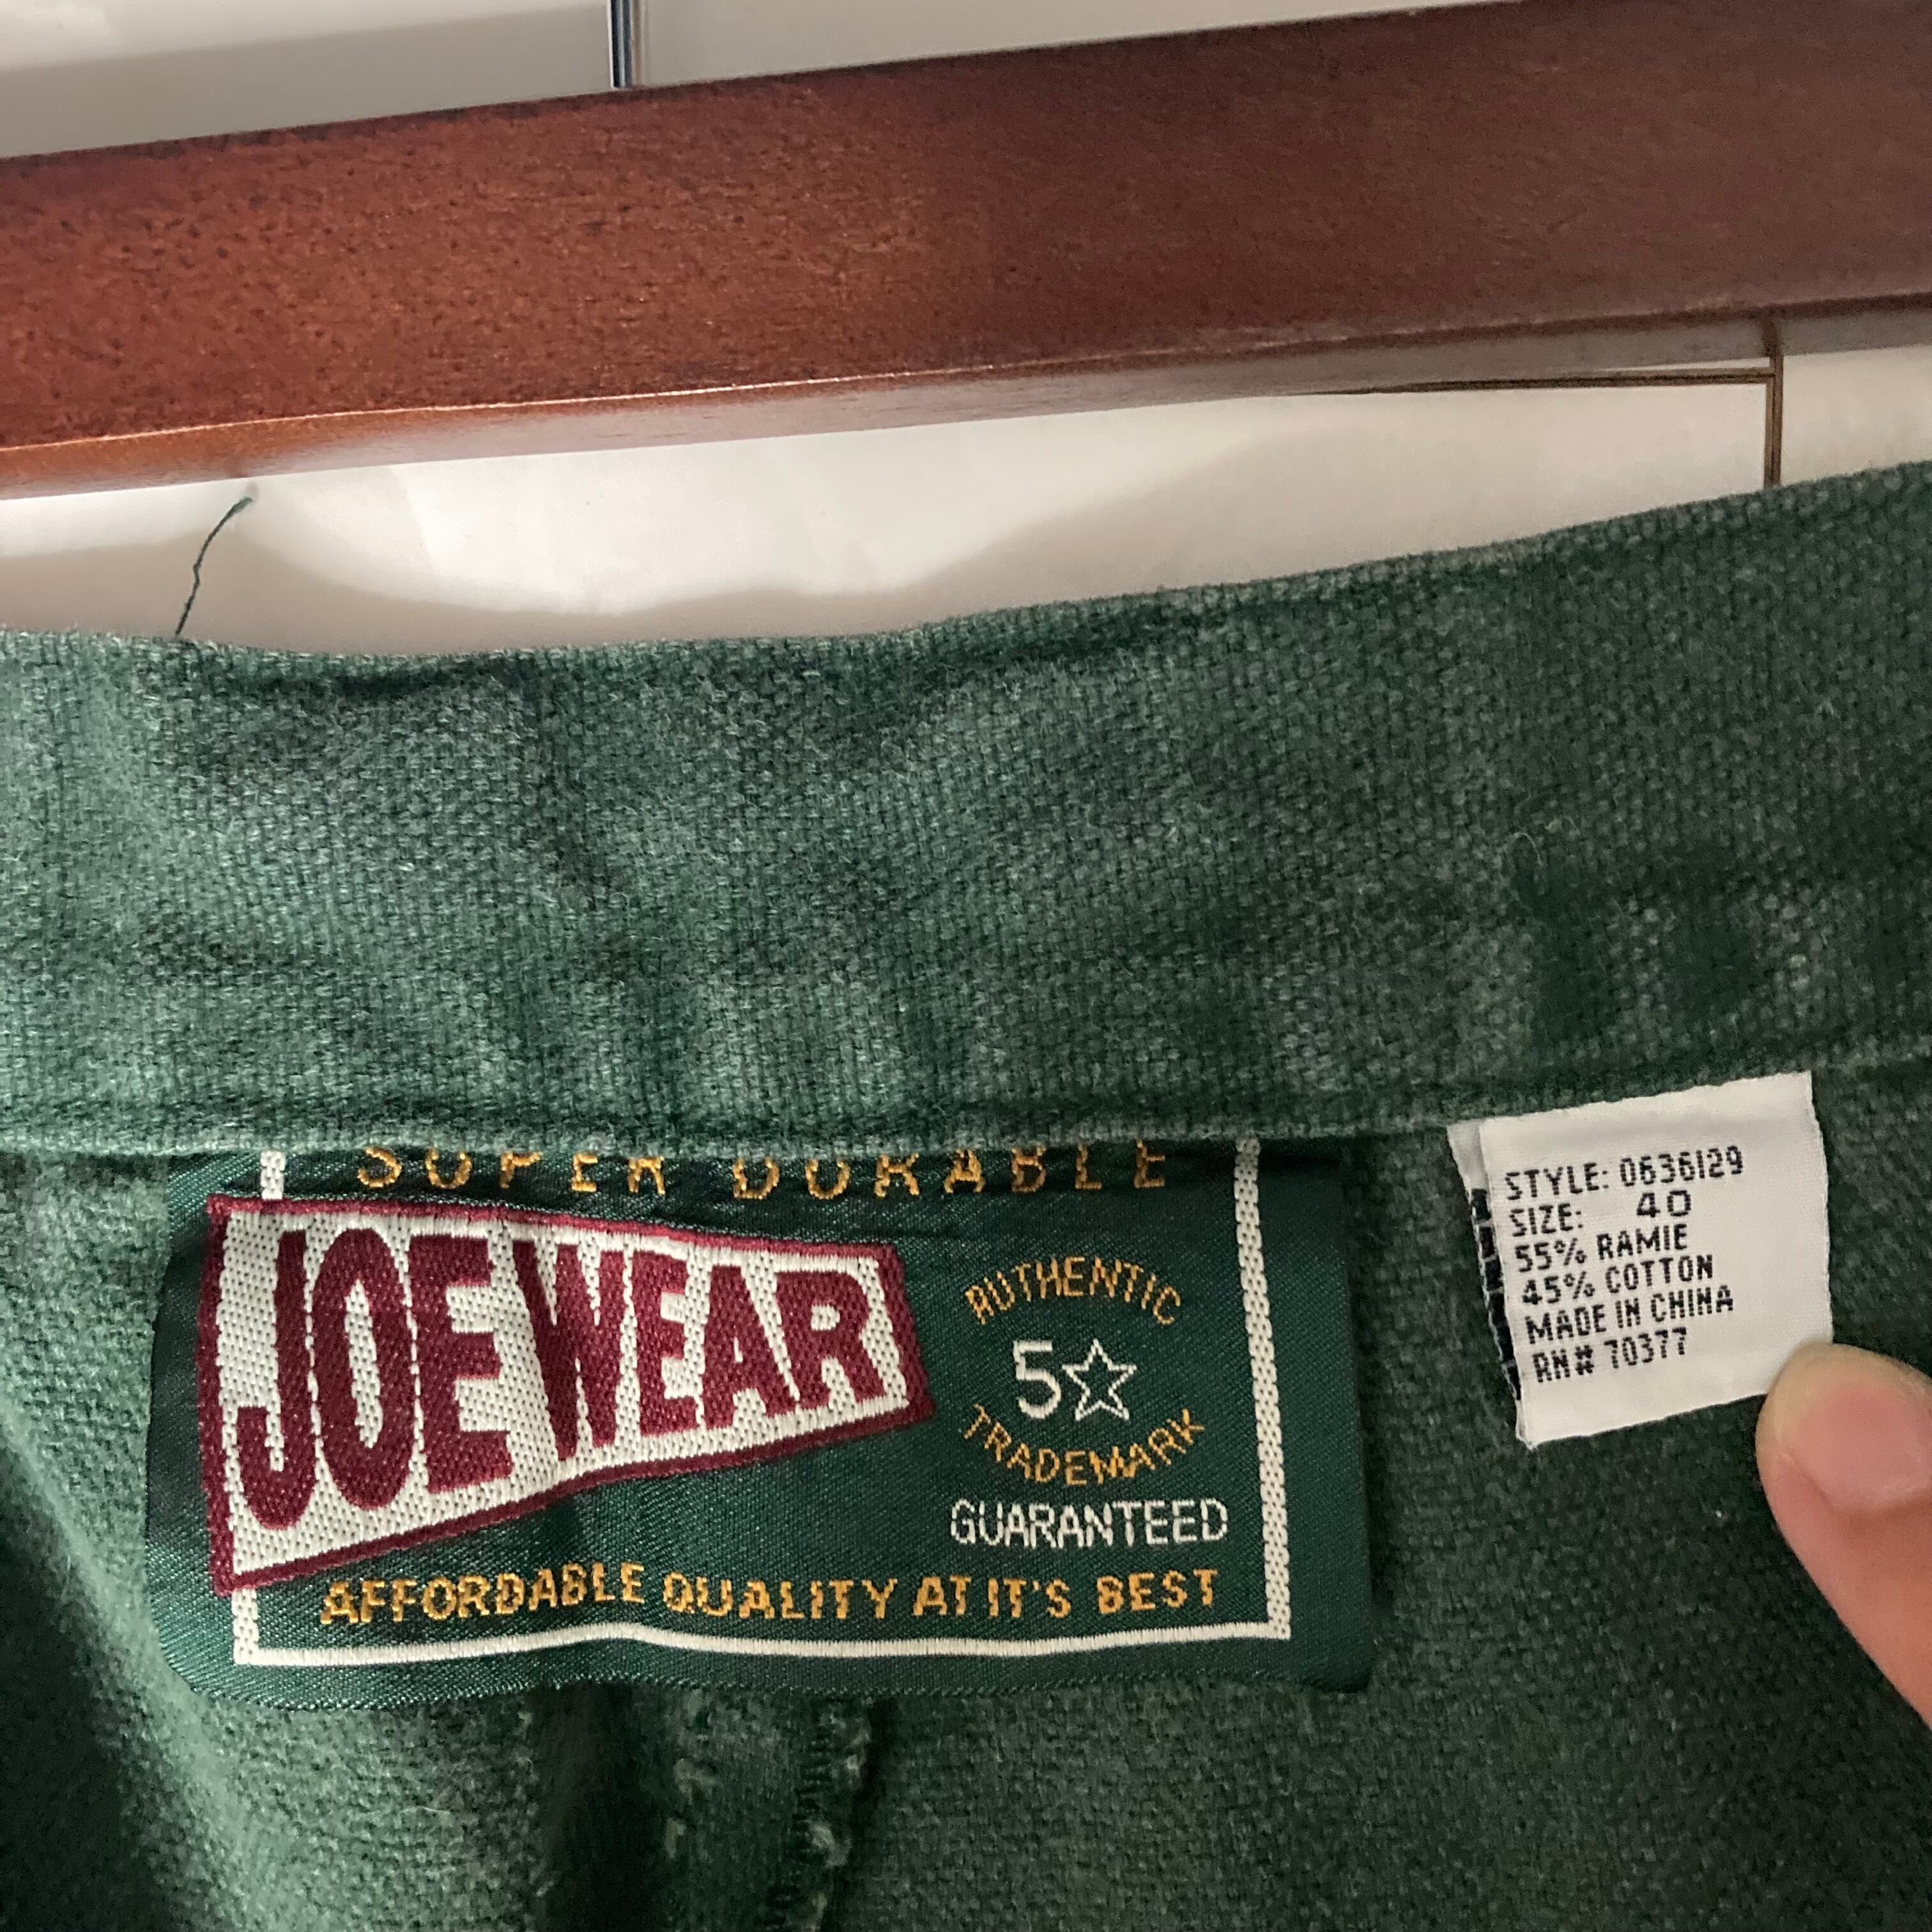 SUPER DURABLE
JOE WEAR
AUTHENTIC
5☆
TRADEMARK
GUARANTEED
AFFORDABLE QUALITY AT IT'S BEST
STYLE: 0636129
SIZE: 40
55% RAMIE
45% COTTON
MADE IN CHINA
RN# 70377